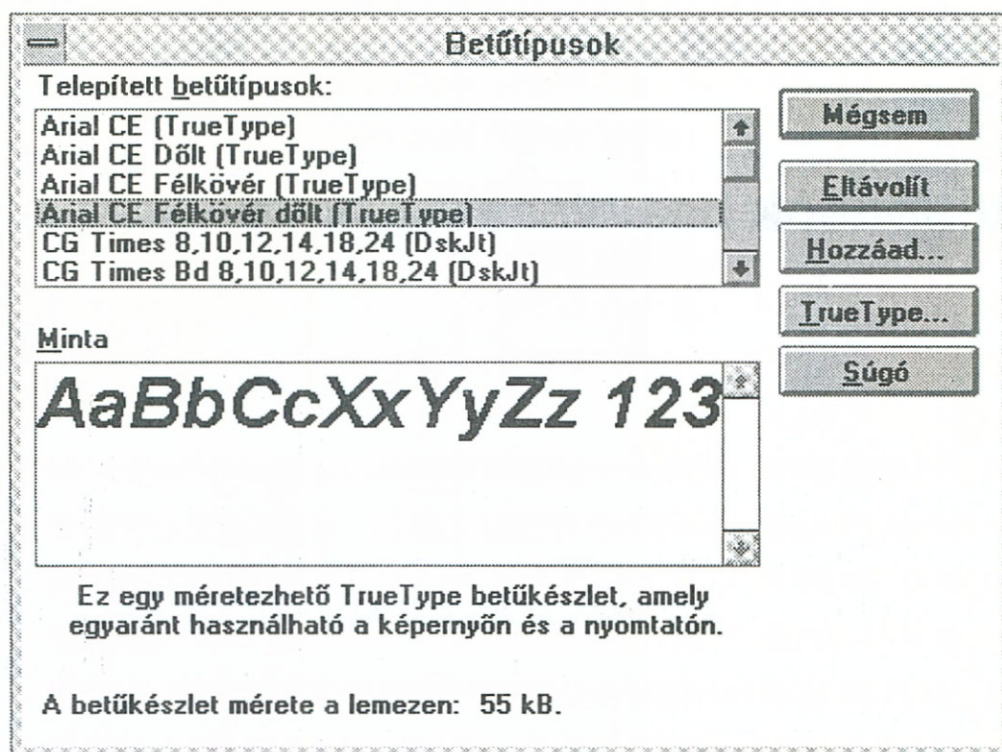 Betűtípusok
Telepített betűtípusok:
Arial CE (TrueType)
Arial CE Dőlt (TrueType)
Arial CE Félkövér (TrueType)
Arial CE Félkövér dőlt (TrueType)
CG Times 8,10,12,14,18,24 (DskJt)
CG Times Bd 8,10,12,14,18,24 (DskJt)
Mégsem
Eltávolít
Hozzáad...
TrueType...
Súgó
Minta
AaBbCcXxYyZz 123
Ez egy méretezhető TrueType betűkészlet, amely
egyaránt használható a képernyőn és a nyomtatón.
A betűkészlet mérete a lemezen: 55 kB.